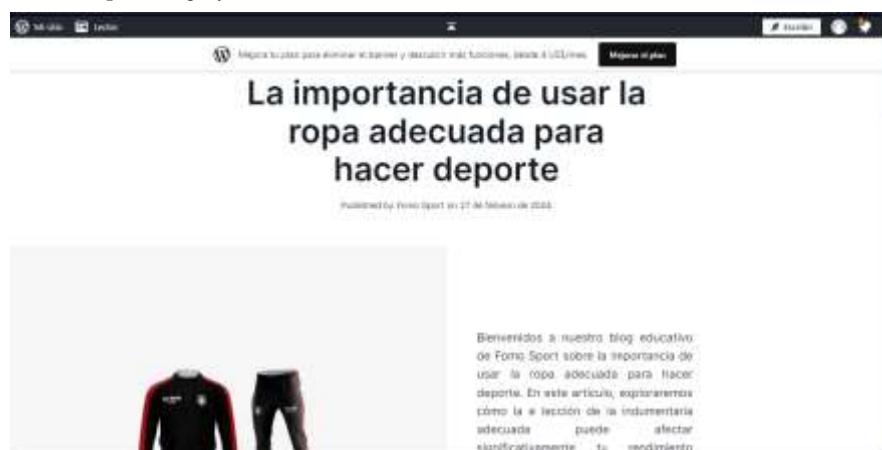 Mi sitio Lector
Escribir
Mejora tu plan para eliminar el banner y descubrir más funciones, desde 4 US$/mes. Mejorar el plan
La importancia de usar la
ropa adecuada para
hacer deporte
Published by Fomo Sport on 27 de febrero de
Bienvenidos a nuestro blog educativo
de Fomo Sport sobre la importancia de
usar la ropa adecuada para hacer
deporte. En este artículo, exploraremos
cómo la e lección de la indumentaria
adecuada puede afectar
significativamente tu rendimiento